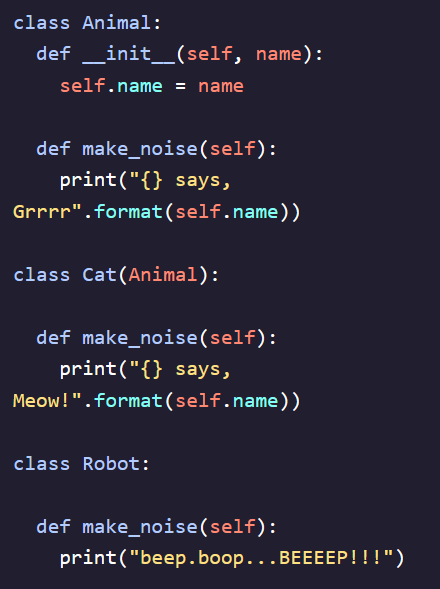 class Animal:
  def __init__(self, name):
    self.name = name

  def make_noise(self):
    print("{} says,
Grrrr".format(self.name))

class Cat(Animal):

  def make_noise(self):
    print("{} says,
Meow!".format(self.name))

class Robot:

  def make_noise(self):
    print("beep.boop...BEEEEP!!!")